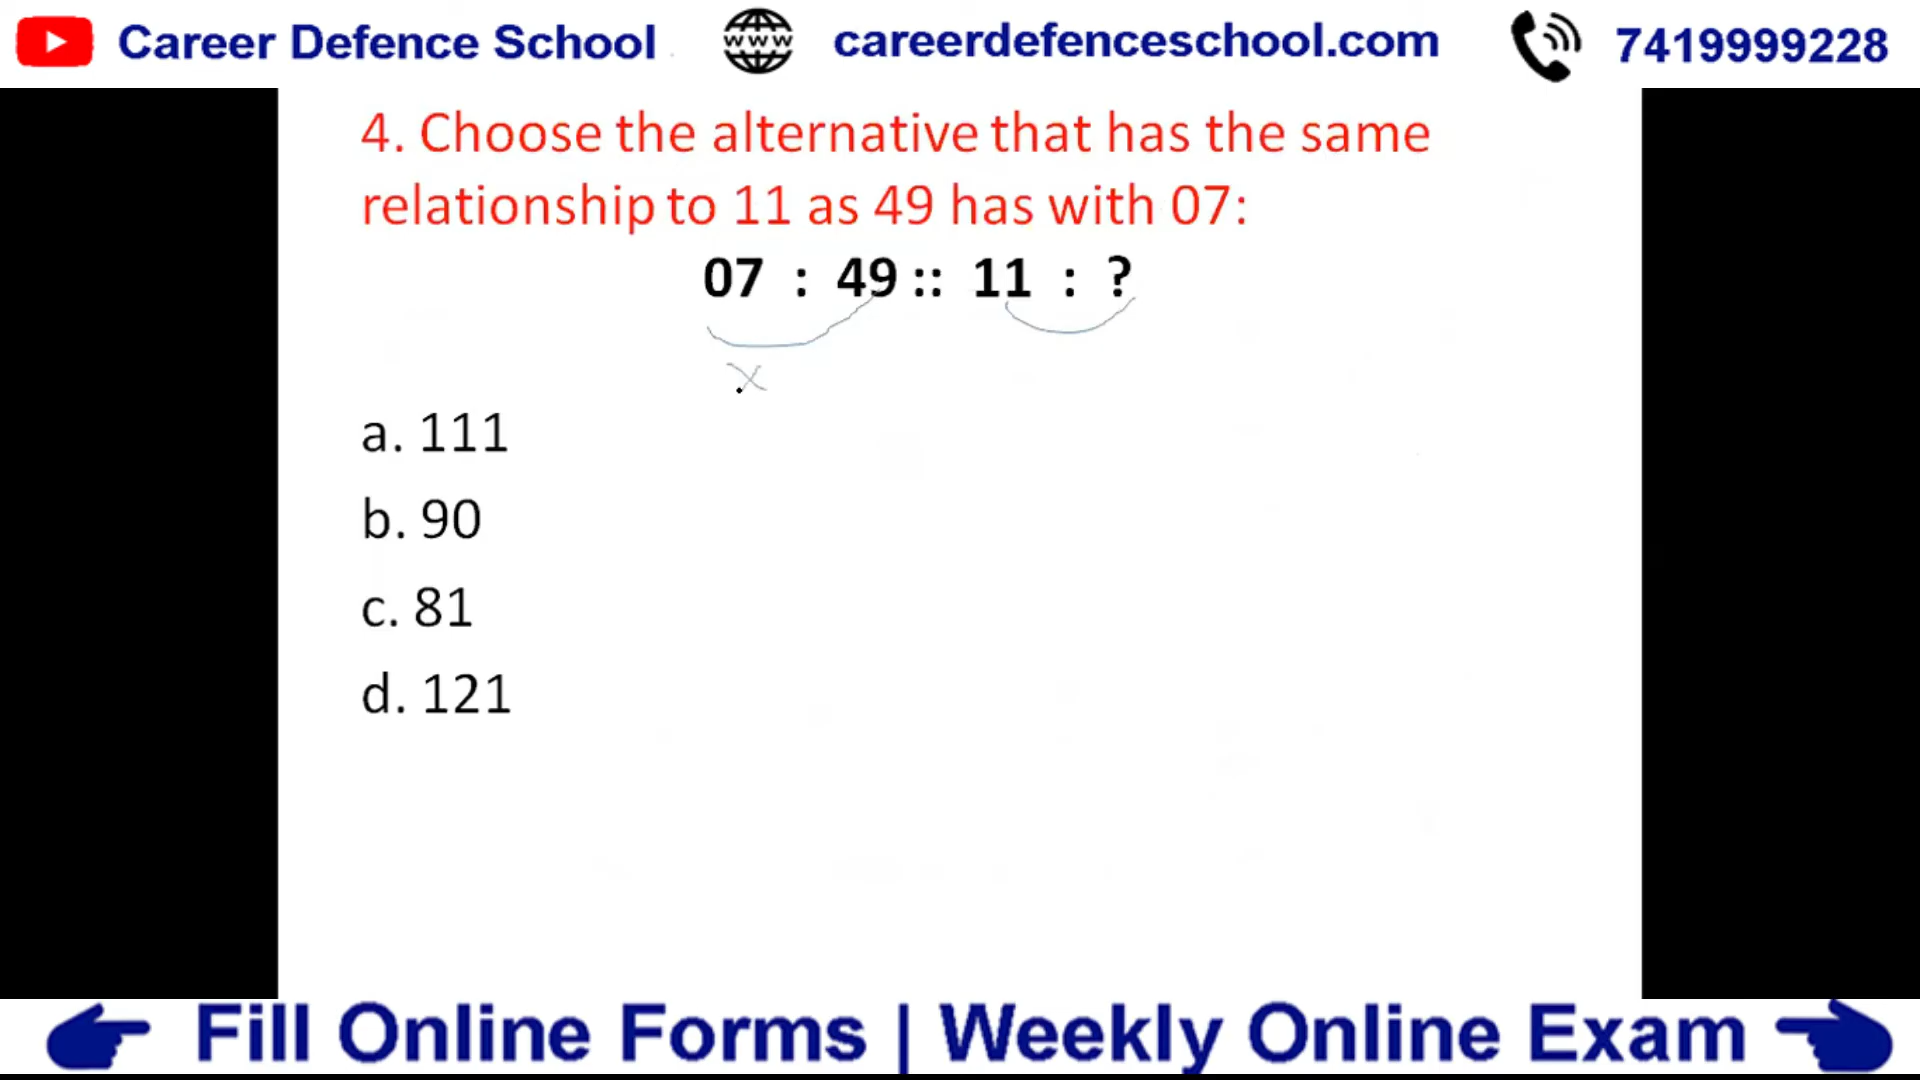 Career Defence School
www
careerdefenceschool.com
7419999228
4. Choose the alternative that has the same
relationship to 11 as 49 has with 07:
07 : 49 :: 11 : ?
x
a. 111
b. 90
c. 81
d. 121
Fill Online Forms | Weekly Online Exam